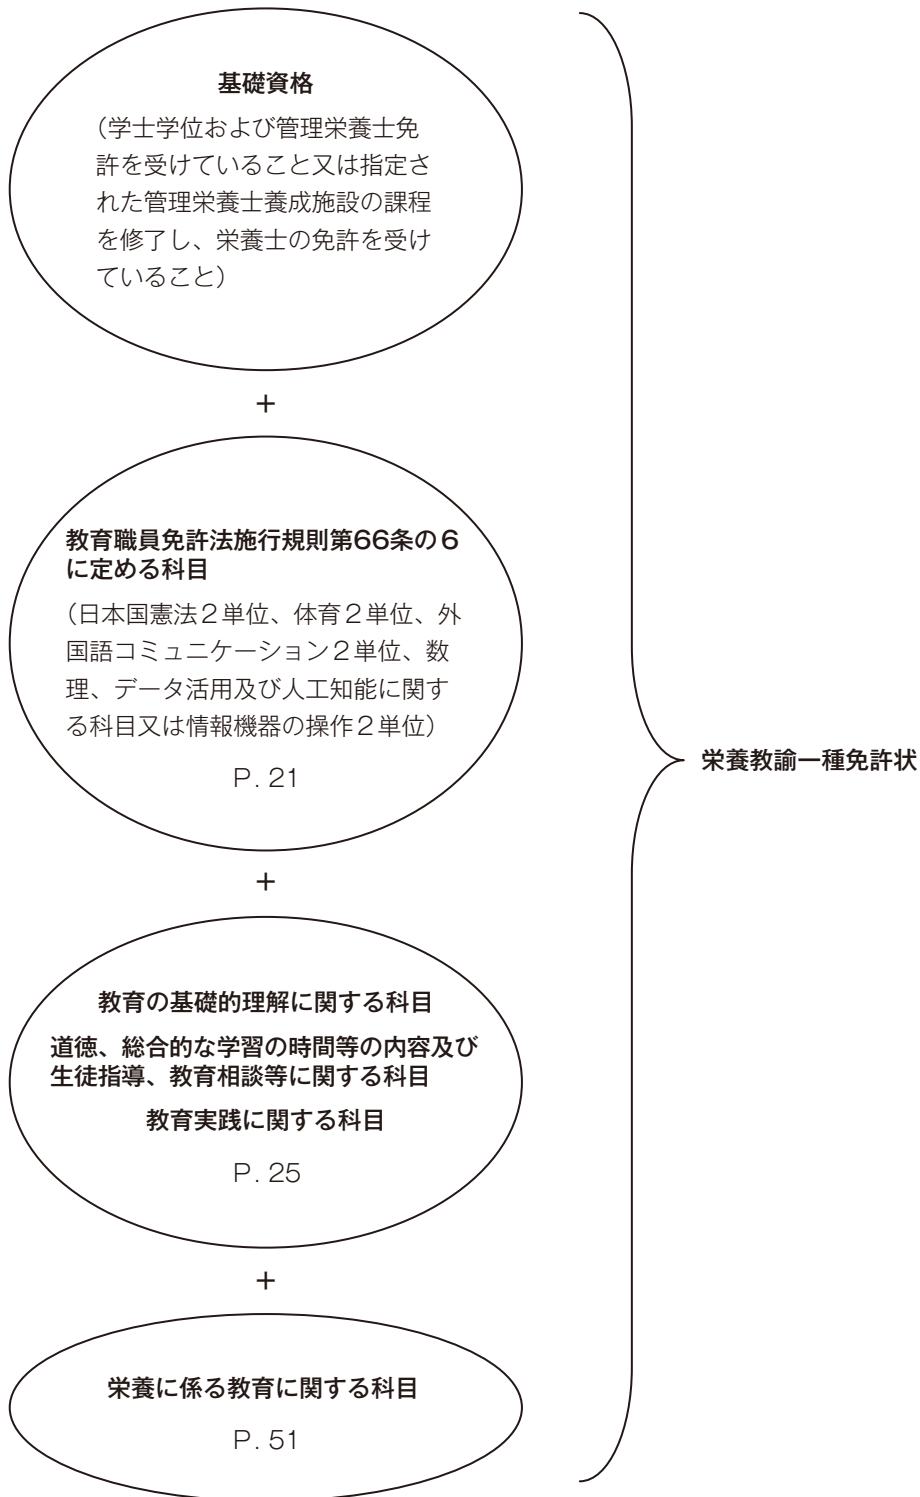 基礎資格
（学士学位および管理栄養士免
許を受けていること又は指定さ
れた管理栄養士養成施設の課程
を修了し、栄養士の免許を受け
ていること）
＋
教育職員免許法施行規則第66条の６
に定める科目
（日本国憲法２単位、体育２単位、外
国語コミュニケーション２単位、数
理、データ活用及び人工知能に関す
る科目又は情報機器の操作２単位）
Ｐ. 21
＋
教育の基礎的理解に関する科目
道徳、総合的な学習の時間等の内容及び
生徒指導、教育相談等に関する科目
教育実践に関する科目
Ｐ. 25
＋
栄養に係る教育に関する科目
Ｐ. 51
栄養教諭一種免許状